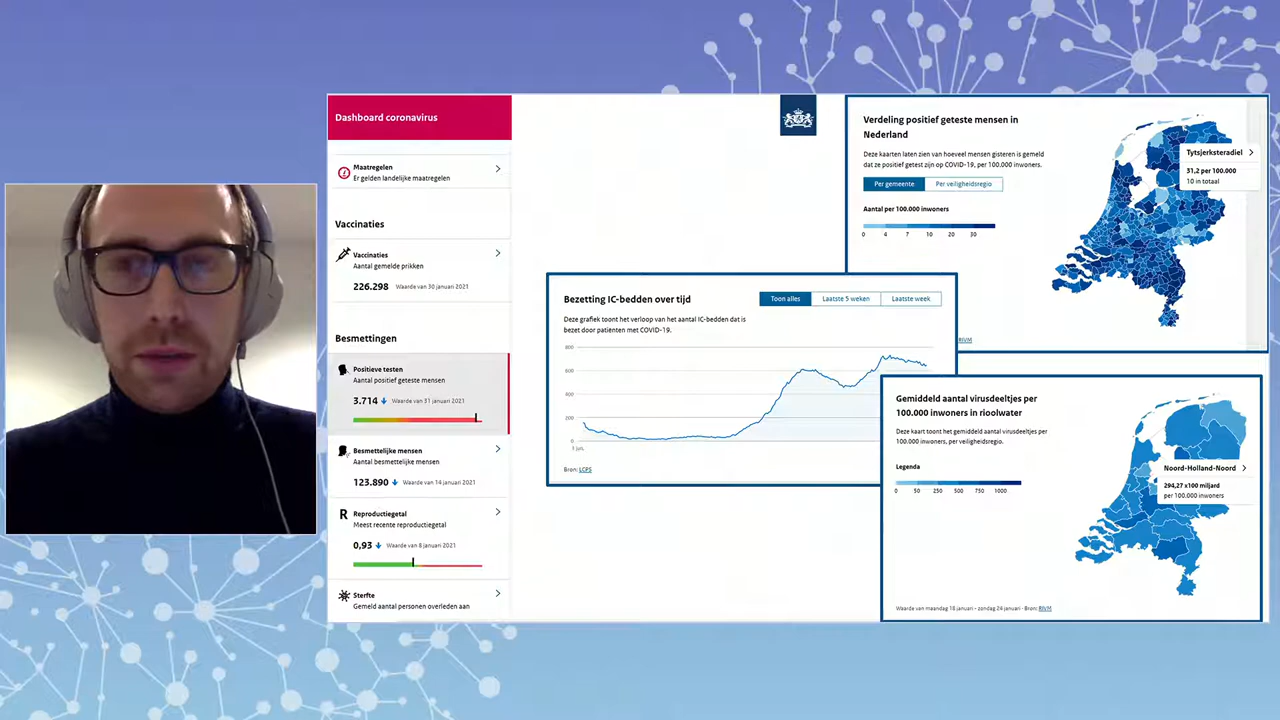 Dashboard coronavirus
Maatregelen
Er gelden landelijke maatregelen
Vaccinaties
Vaccinaties
Aantal gemelde prikken
226.298 Waarde van 30 januari 2021
Besmettingen
Positieve testen
Aantal positief geteste mensen
3.714 Waarde van 31 januari 2021
Besmettelijke mensen
Aantal besmettelijke mensen
123.890 Waarde van 14 januari 2021
R Reproductiegetal
Meest recente reproductiegetal
0,93 Waarde van 8 januari 2021
Sterfte
Gemeld aantal personen overleden aan
Bezetting IC-bedden over tijd
Toon alles
Laatste 5 weken
Laatste week
Deze grafiek toont het verloop van het aantal IC-bedden dat is
bezet door patiënten met COVID-19.
800
600
400
200
0
1 jun.
Bron: LCPS
Verdeling positief geteste mensen in
Nederland
Deze kaarten laten zien van hoeveel mensen gisteren is gemeld
dat ze positief getest zijn op COVID-19, per 100.000 inwoners.
Per gemeente
Per veiligheidsregio
Aantal per 100.000 inwoners
0 4 7 10 20 30
Tytsjerksteradiel
31,2 per 100.000
10 in totaal
RIVM
Gemiddeld aantal virusdeeltjes per
100.000 inwoners in rioolwater
Deze kaart toont het gemiddeld aantal virusdeeltjes per
100.000 inwoners, per veiligheidsregio.
Legenda
0 50 250 500 750 1000
Noord-Holland-Noord
294,27 x100 miljard
per 100.000 inwoners
Waarde van maandag 18 januari - zondag 24 januari · Bron: RIVM